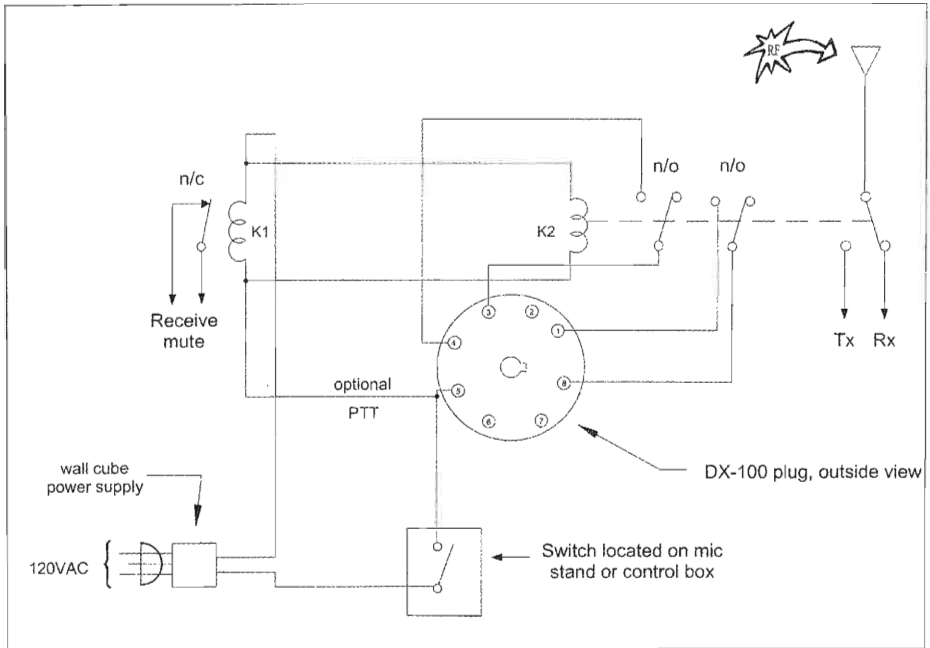 RF
n/c
n/o
n/o
K1
K2
Receive
mute
Tx
Rx
3
2
4
1
5
8
6
7
optional
PTT
DX-100 plug, outside view
wall cube
power supply
120VAC
Switch located on mic
stand or control box